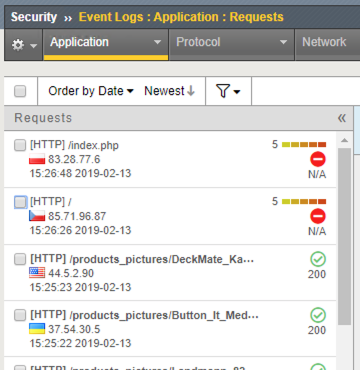 Security ›› Event Logs : Application : Requests
Application Protocol Network
Order by Date Newest
Requests
[HTTP] /index.php 5
83.28.77.6
15:26:48 2019-02-13 N/A
[HTTP] / 5
85.71.96.87
15:26:26 2019-02-13 N/A
[HTTP] /products_pictures/DeckMate_Ka...
44.5.2.90
15:25:23 2019-02-13 200
[HTTP] /products_pictures/Button_It_Med...
37.54.30.5
15:25:22 2019-02-13 200